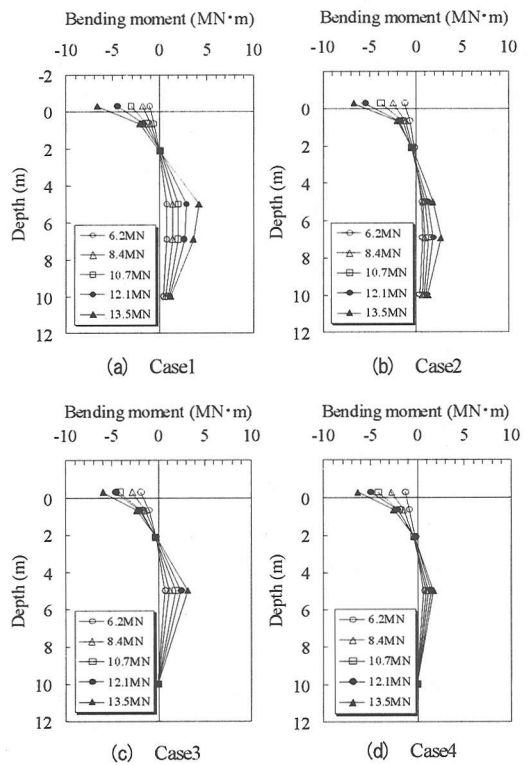 Bending moment (MN·m)
-10 -5 0 5 10
-2
0
2
4
6
8
10
12
Depth (m)
6.2MN
8.4MN
10.7MN
12.1MN
13.5MN
(a) Case1
Bending moment (MN·m)
-10 -5 0 5 10
-2
0
2
4
6
8
10
12
Depth (m)
6.2MN
8.4MN
10.7MN
12.1MN
13.5MN
(b) Case2
Bending moment (MN·m)
-10 -5 0 5 10
0
2
4
6
8
10
12
Depth (m)
6.2MN
8.4MN
10.7MN
12.1MN
13.5MN
(c) Case3
Bending moment (MN·m)
-10 -5 0 5 10
0
2
4
6
8
10
12
Depth (m)
6.2MN
8.4MN
10.7MN
12.1MN
13.5MN
(d) Case4